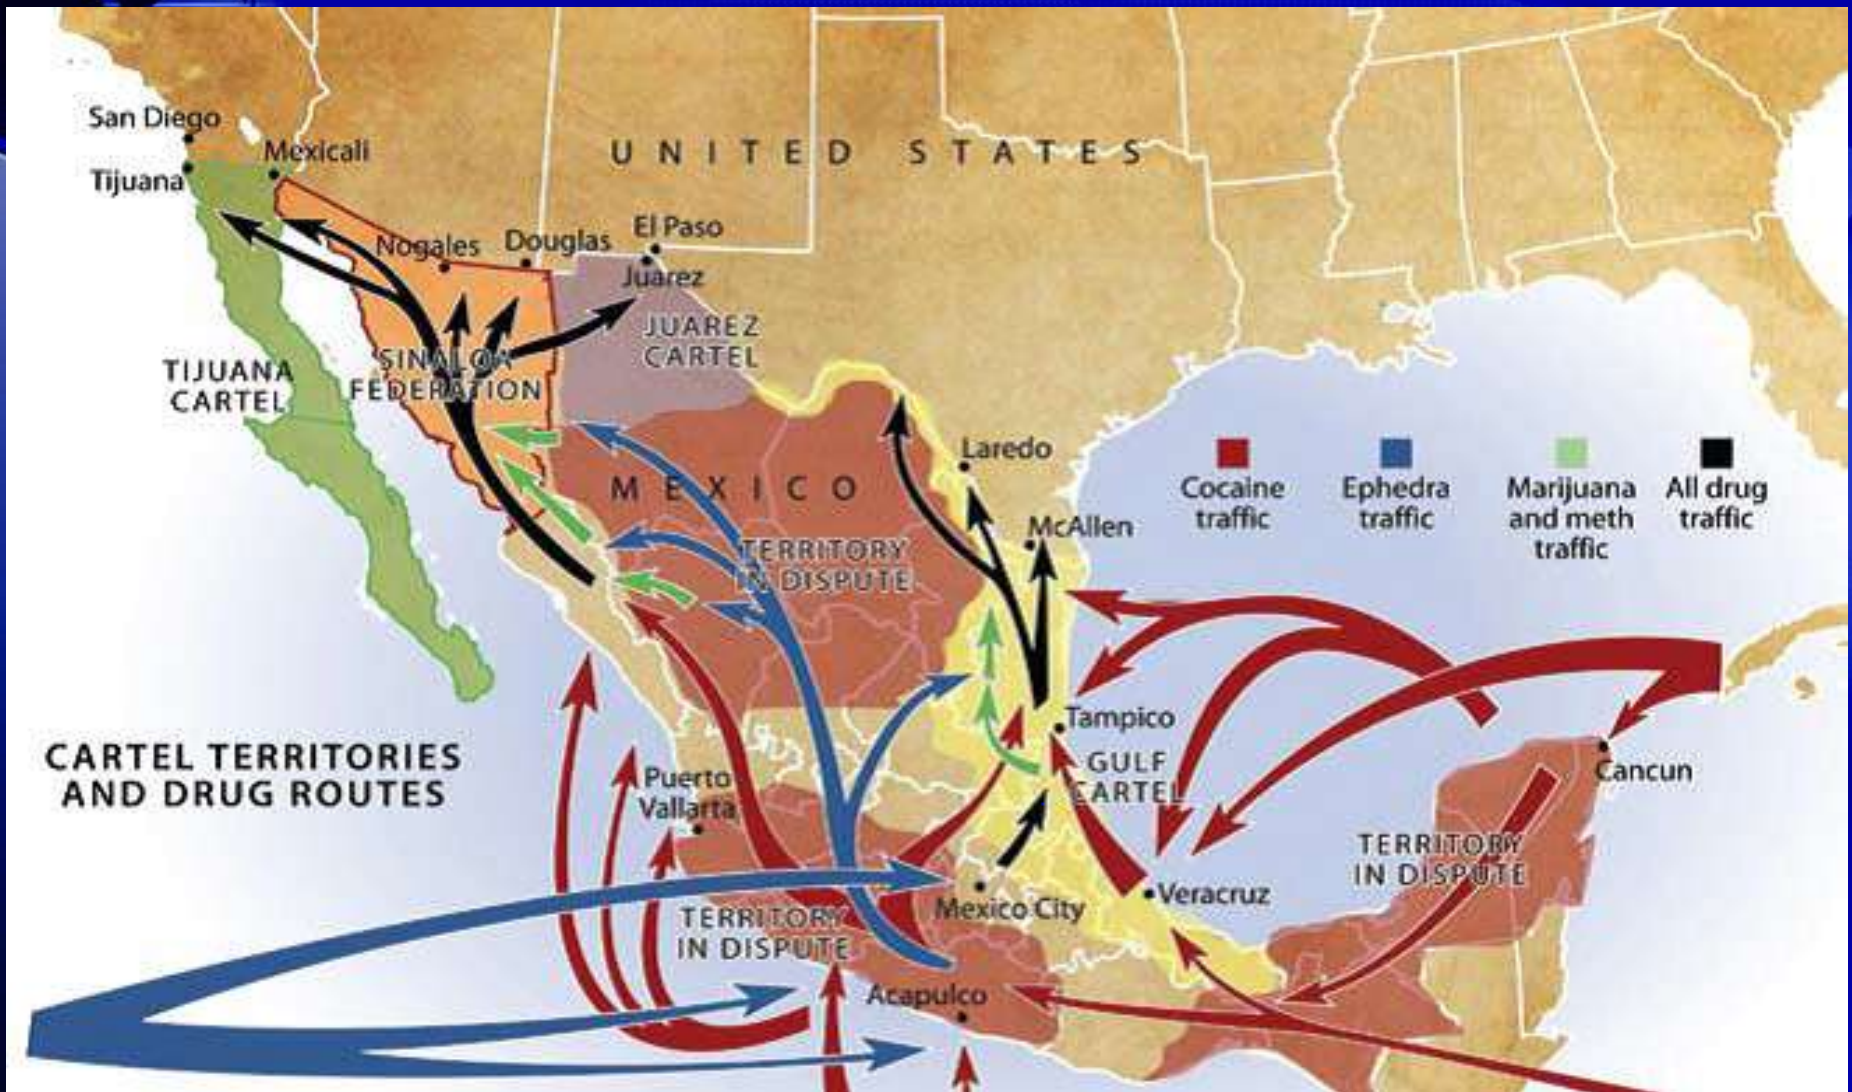 San Diego
Mexicali
Tijuana
UNITED STATES
El Paso
Nogales
Douglas
Juarez
JUAREZ
CARTEL
SINALOA
FEDERATION
TIJUANA
CARTEL
Laredo
MEXICO
McAllen
Cocaine
traffic
Ephedra
traffic
Marijuana
and meth
traffic
All drug
traffic
TERRITORY
IN DISPUTE
Tampico
GULF
CARTEL
CARTEL TERRITORIES
AND DRUG ROUTES
Puerto
Vallarta
Cancun
TERRITORY
IN DISPUTE
Veracruz
Mexico City
TERRITORY
IN DISPUTE
Acapulco